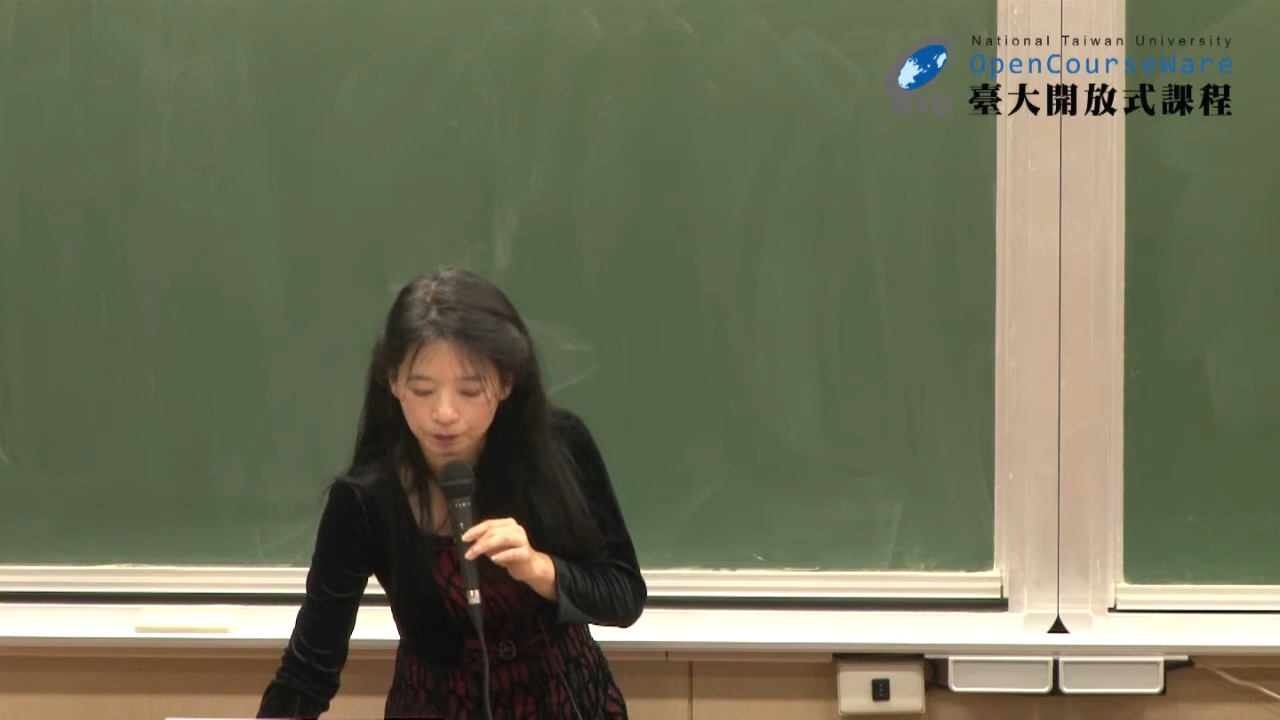 National Taiwan University
OpenCourseWare
臺大開放式課程